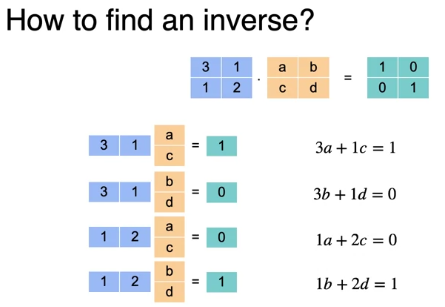 How to find an inverse?
3 1 a b 1 0
1 2 · c d = 0 1
a
3 1 = 1 3a + 1c = 1
c
b
3 1 = 0 3b + 1d = 0
d
a
1 2 = 0 1a + 2c = 0
c
b
1 2 = 1 1b + 2d = 1
d